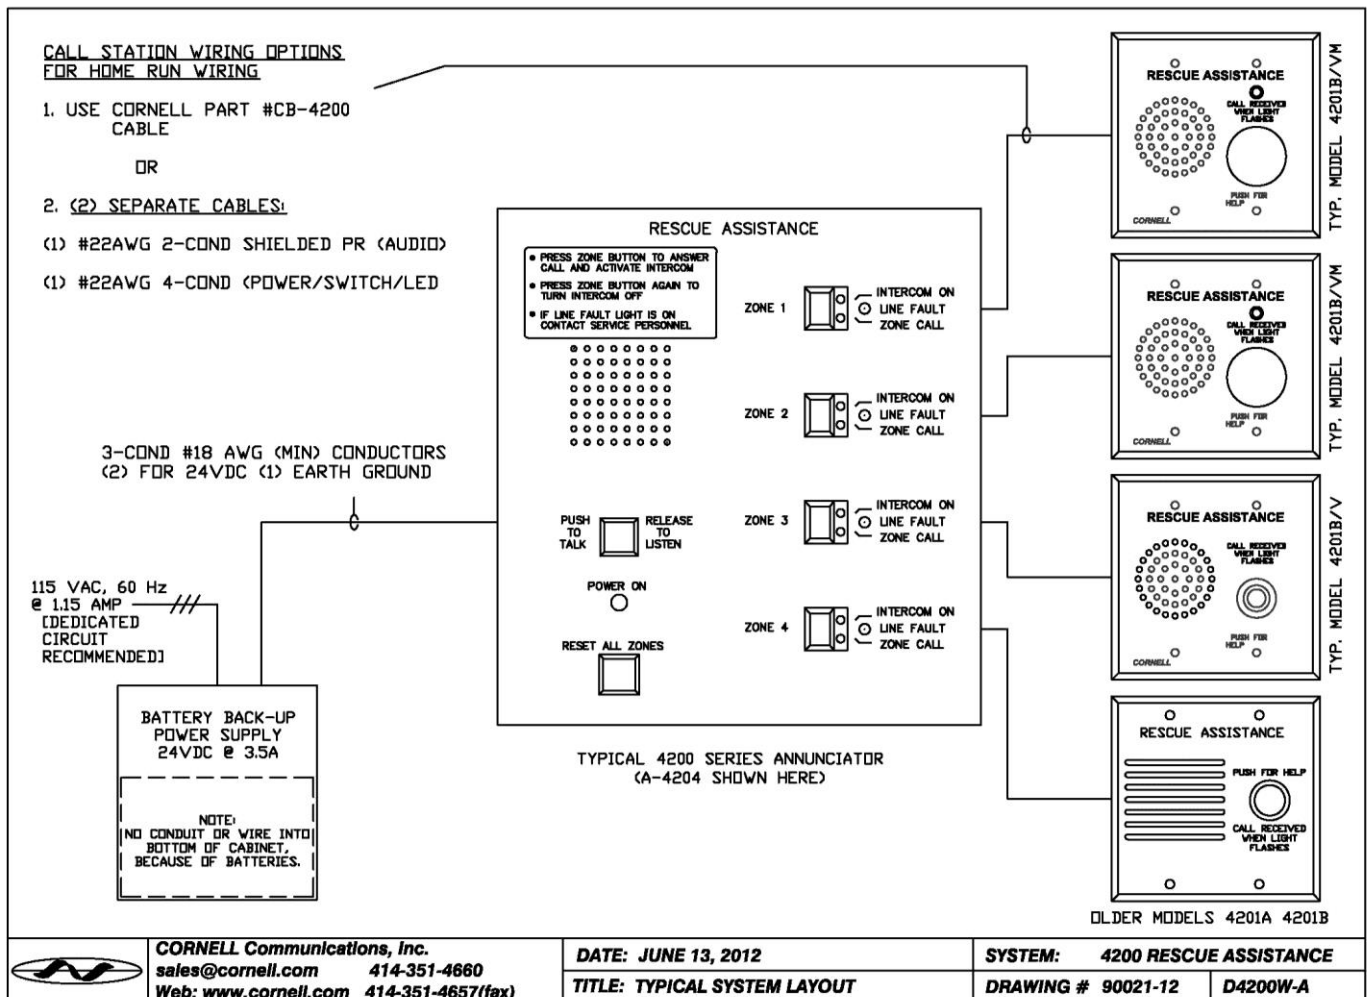 CALL STATION WIRING OPTIONS
FOR HOME RUN WIRING
1. USE CORNELL PART #CB-4200
CABLE
OR
2. (2) SEPARATE CABLES:
(1) #22AWG 2-COND SHIELDED PR (AUDIO)
(1) #22AWG 4-COND (POWER/SWITCH/LED
3-COND #18 AWG (MIN) CONDUCTORS
(2) FOR 24VDC (1) EARTH GROUND
115 VAC, 60 Hz
@ 1.15 AMP
[DEDICATED
CIRCUIT
RECOMMENDED]
BATTERY BACK-UP
POWER SUPPLY
24VDC @ 3.5A
NOTE:
NO CONDUIT OR WIRE INTO
BOTTOM OF CABINET,
BECAUSE OF BATTERIES.
RESCUE ASSISTANCE
• PRESS ZONE BUTTON TO ANSWER
CALL AND ACTIVATE INTERCOM
• PRESS ZONE BUTTON AGAIN TO
TURN INTERCOM OFF
• IF LINE FAULT LIGHT IS ON
CONTACT SERVICE PERSONNEL
PUSH
TO
TALK
RELEASE
TO
LISTEN
POWER ON
RESET ALL ZONES
ZONE 1
INTERCOM ON
LINE FAULT
ZONE CALL
ZONE 2
INTERCOM ON
LINE FAULT
ZONE CALL
ZONE 3
INTERCOM ON
LINE FAULT
ZONE CALL
ZONE 4
INTERCOM ON
LINE FAULT
ZONE CALL
TYPICAL 4200 SERIES ANNUNCIATOR
(A-4204 SHOWN HERE)
RESCUE ASSISTANCE
CALL RECEIVED
WHEN LIGHT
FLASHES
PUSH FOR
HELP
CORNELL
TYP. MODEL 4201B/VM
RESCUE ASSISTANCE
CALL RECEIVED
WHEN LIGHT
FLASHES
PUSH FOR
HELP
CORNELL
TYP. MODEL 4201B/VM
RESCUE ASSISTANCE
CALL RECEIVED
WHEN LIGHT
FLASHES
PUSH FOR
HELP
CORNELL
TYP. MODEL 4201B/V
RESCUE ASSISTANCE
PUSH FOR HELP
CALL RECEIVED
WHEN LIGHT
FLASHES
OLDER MODELS 4201A 4201B
CORNELL Communications, Inc.
sales@cornell.com 414-351-4660
Web: www.cornell.com 414-351-4657(fax)
DATE: JUNE 13, 2012
TITLE: TYPICAL SYSTEM LAYOUT
SYSTEM: 4200 RESCUE ASSISTANCE
DRAWING # 90021-12
D4200W-A